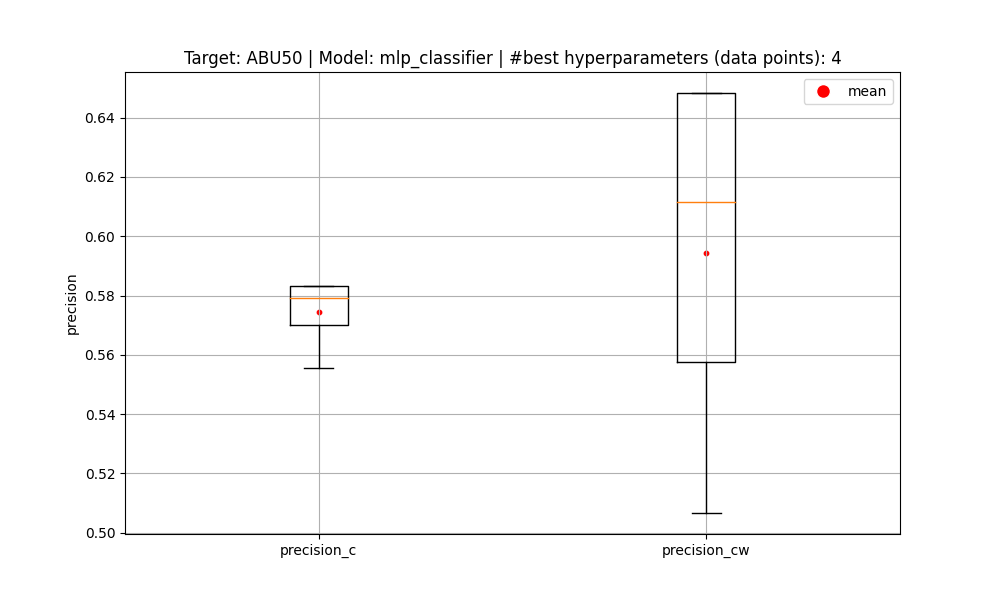 Target: ABU50 | Model: mlp_classifier | #best hyperparameters (data points): 4
mean
0.64
0.62
0.60
0.58
0.56
0.54
0.52
0.50
precision
precision_c
precision_cw